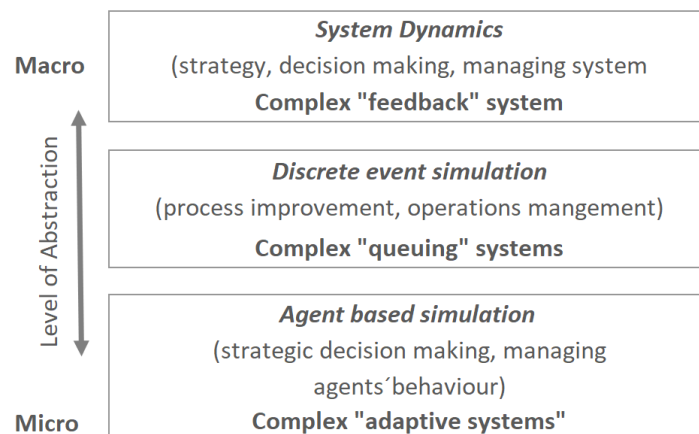 Macro
Level of Abstraction
Micro
System Dynamics
(strategy, decision making, managing system
Complex "feedback" system
Discrete event simulation
(process improvement, operations mangement)
Complex "queuing" systems
Agent based simulation
(strategic decision making, managing
agents´behaviour)
Complex "adaptive systems"